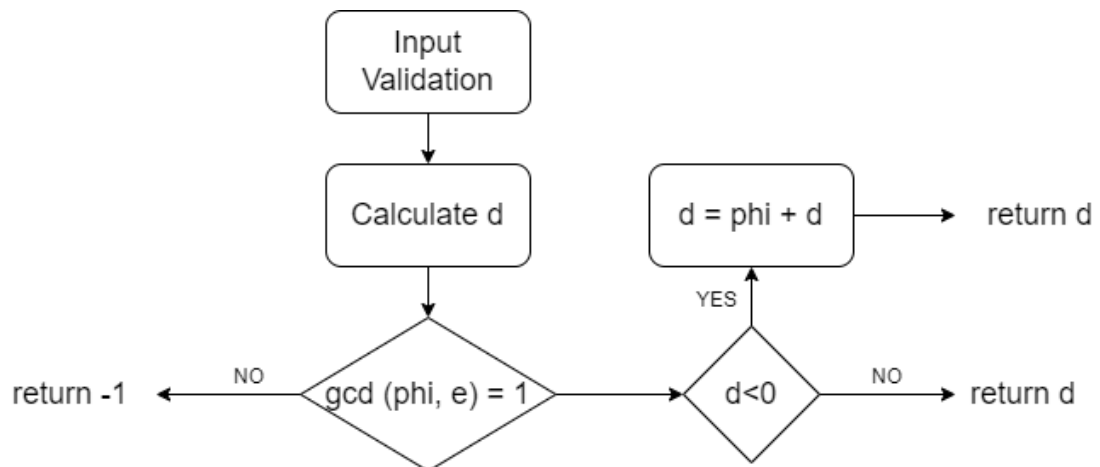 Input
Validation
Calculate d
d = phi + d
return d
YES
return -1
NO
gcd (phi, e) = 1
d<0
NO
return d